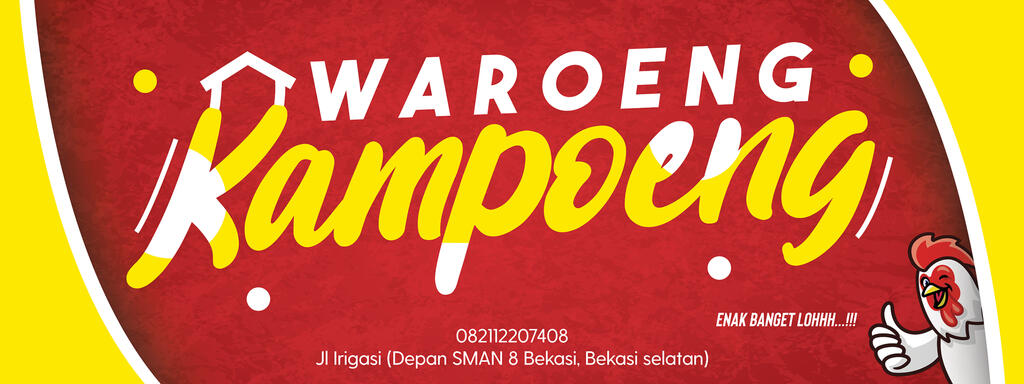 WAROENG
Kampoeng
ENAK BANGET LOHHH...!!!
082112207408
Jl Irigasi (Depan SMAN 8 Bekasi, Bekasi selatan)